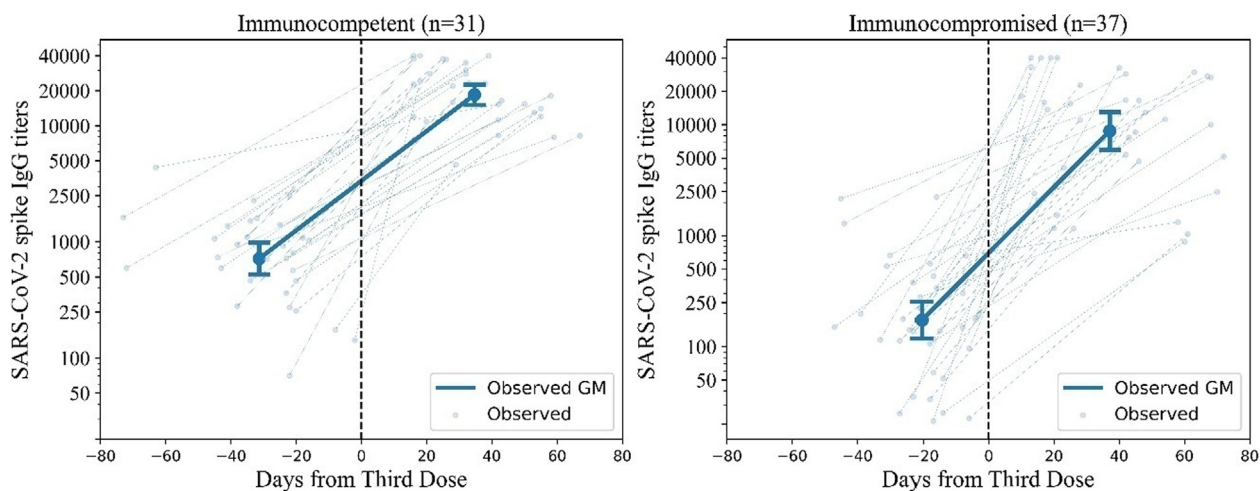 Immunocompetent (n=31)
SARS-CoV-2 spike IgG titers
40000
20000
10000
5000
2500
1000
500
250
100
50
−80 −60 −40 −20 0 20 40 60 80
Days from Third Dose
Observed GM
Observed
Immunocompromised (n=37)
SARS-CoV-2 spike IgG titers
40000
20000
10000
5000
2500
1000
500
250
100
50
−80 −60 −40 −20 0 20 40 60 80
Days from Third Dose
Observed GM
Observed